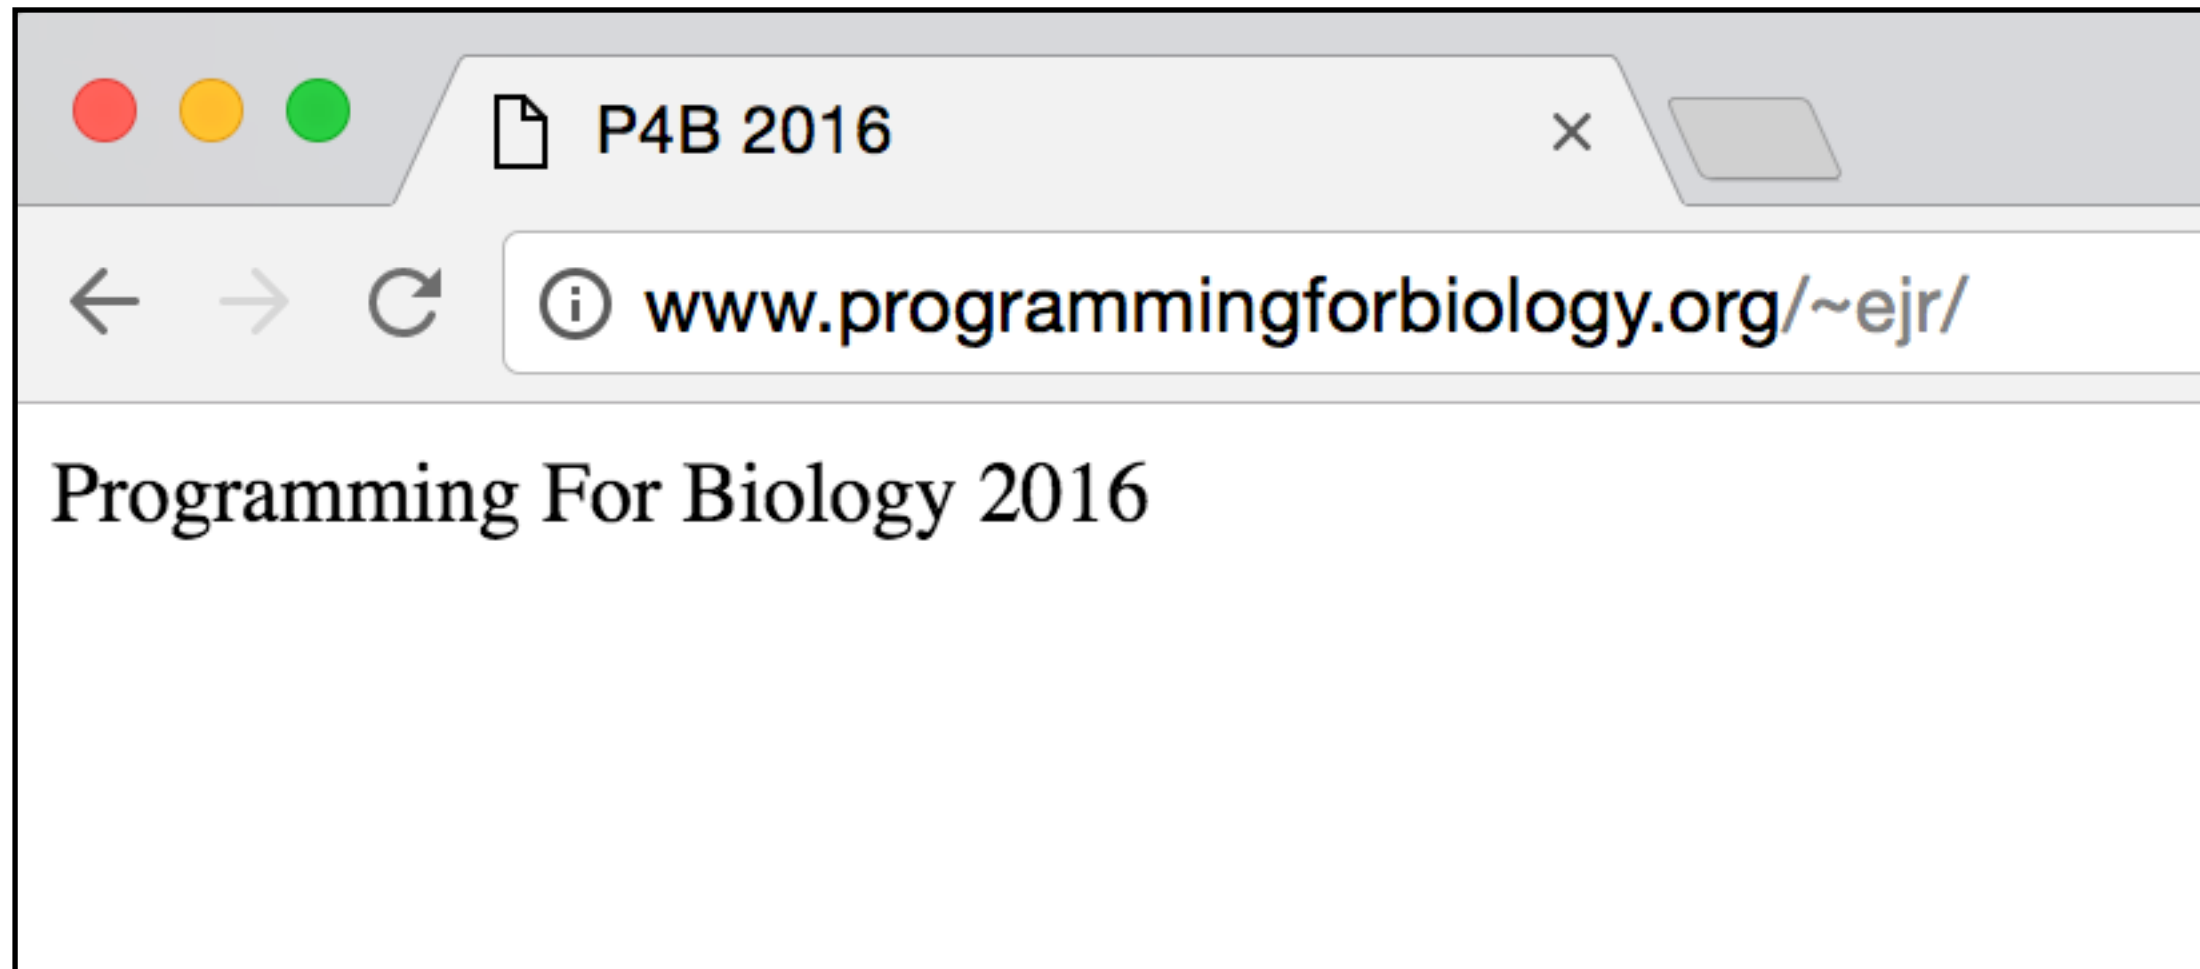 P4B 2016
www.programmingforbiology.org/~ejr/
Programming For Biology 2016